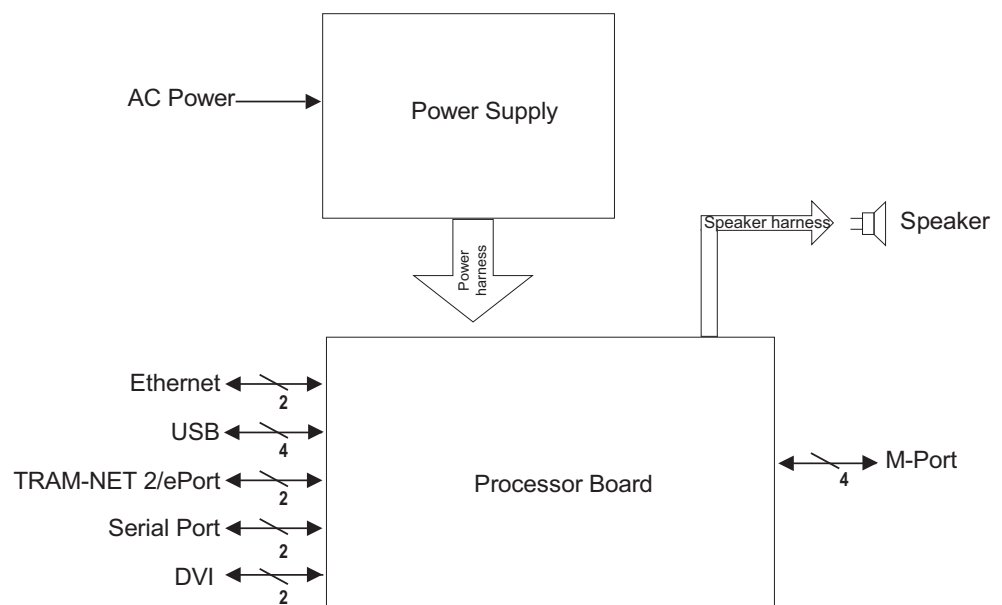 AC Power
Power Supply
Power
harness
Speaker harness
Speaker
Ethernet
2
USB
4
TRAM-NET 2/ePort
2
Serial Port
2
DVI
2
Processor Board
M-Port
4